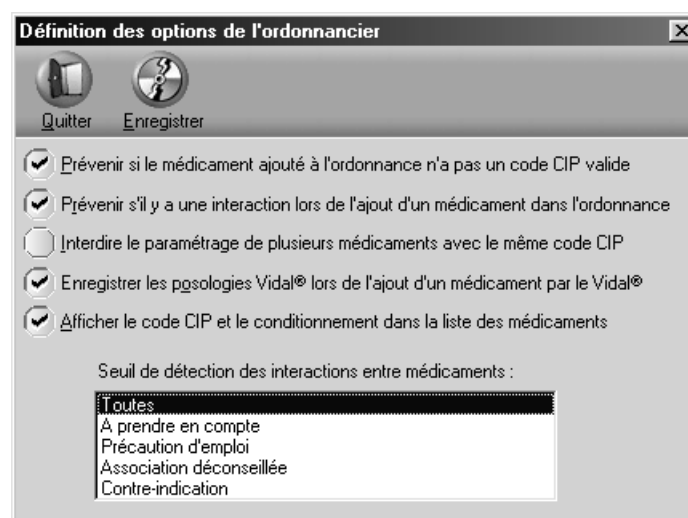 Définition des options de l'ordonnancier
Quitter Enregistrer
Prévenir si le médicament ajouté à l'ordonnance n'a pas un code CIP valide
Prévenir s'il y a une interaction lors de l'ajout d'un médicament dans l'ordonnance
Interdire le paramétrage de plusieurs médicaments avec le même code CIP
Enregistrer les posologies Vidal® lors de l'ajout d'un médicament par le Vidal®
Afficher le code CIP et le conditionnement dans la liste des médicaments
Seuil de détection des interactions entre médicaments :
Toutes
A prendre en compte
Précaution d'emploi
Association déconseillée
Contre-indication